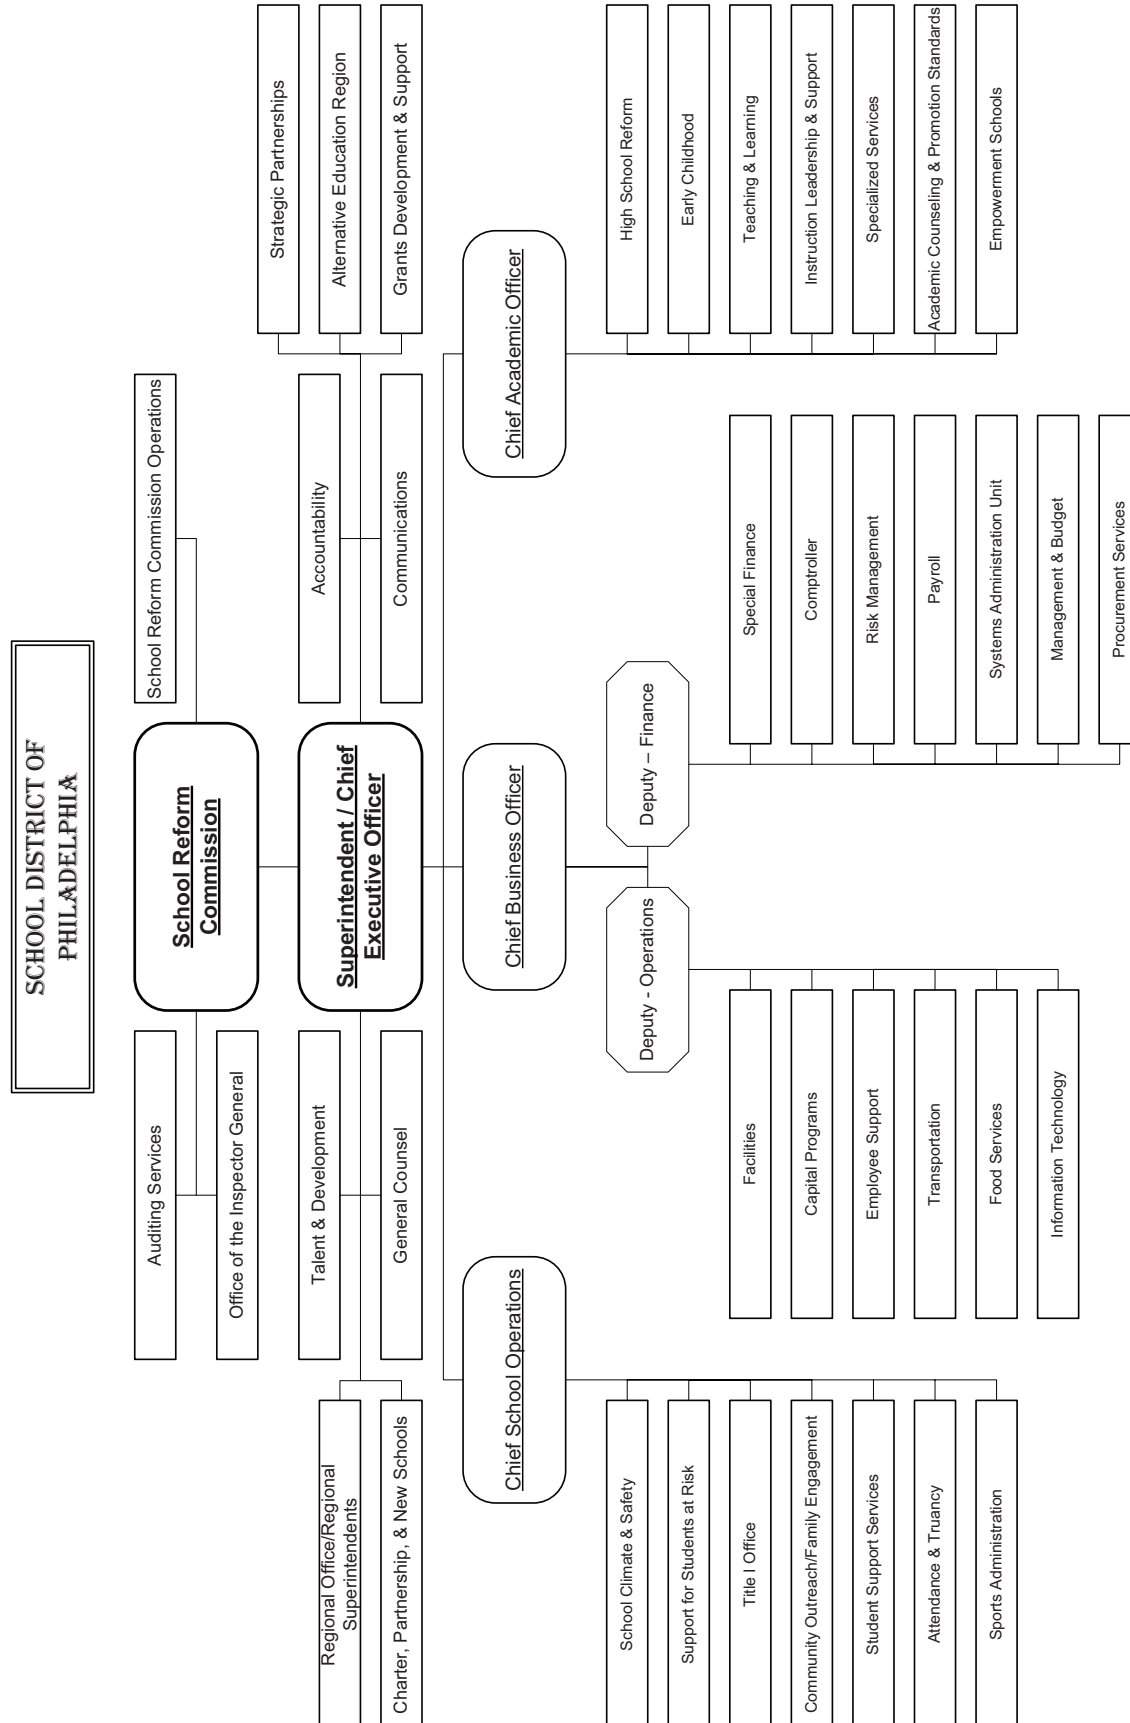 SCHOOL DISTRICT OF
PHILADELPHIA
School Reform
Commission
Auditing Services
Office of the Inspector General
School Reform Commission Operations
Superintendent / Chief
Executive Officer
Regional Office/Regional
Superintendents
Charter, Partnership, & New Schools
Talent & Development
General Counsel
Accountability
Communications
Strategic Partnerships
Alternative Education Region
Grants Development & Support
Chief School Operations
Chief Business Officer
Chief Academic Officer
School Climate & Safety
Support for Students at Risk
Title I Office
Community Outreach/Family Engagement
Student Support Services
Attendance & Truancy
Sports Administration
Deputy - Operations
Facilities
Capital Programs
Employee Support
Transportation
Food Services
Information Technology
Deputy – Finance
Special Finance
Comptroller
Risk Management
Payroll
Systems Administration Unit
Management & Budget
Procurement Services
High School Reform
Early Childhood
Teaching & Learning
Instruction Leadership & Support
Specialized Services
Academic Counseling & Promotion Standards
Empowerment Schools